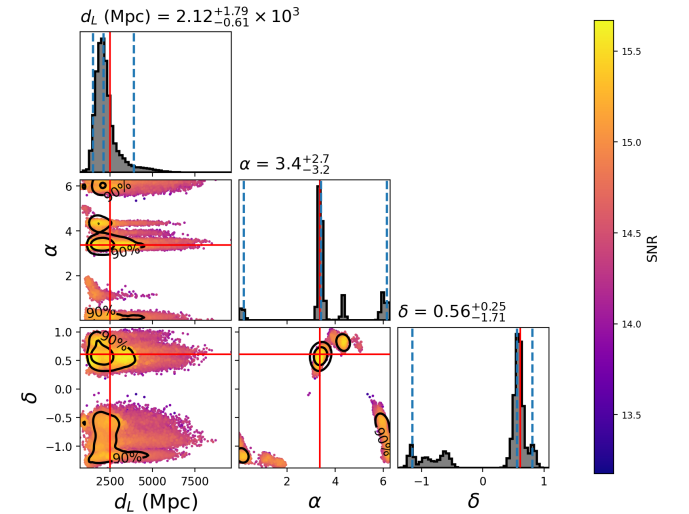 d_L (Mpc) = 2.12^{+1.79}_{-0.61} × 10^3
α = 3.4^{+2.7}_{-3.2}
δ = 0.56^{+0.25}_{-1.71}
6
4
2
α
90%
90%
90%
1.0
0.5
0.0
−0.5
−1.0
δ
90%
90%
90%
2500 5000 7500
d_L (Mpc)
2 4 6
α
−1 0 1
δ
15.5
15.0
14.5
14.0
13.5
SNR